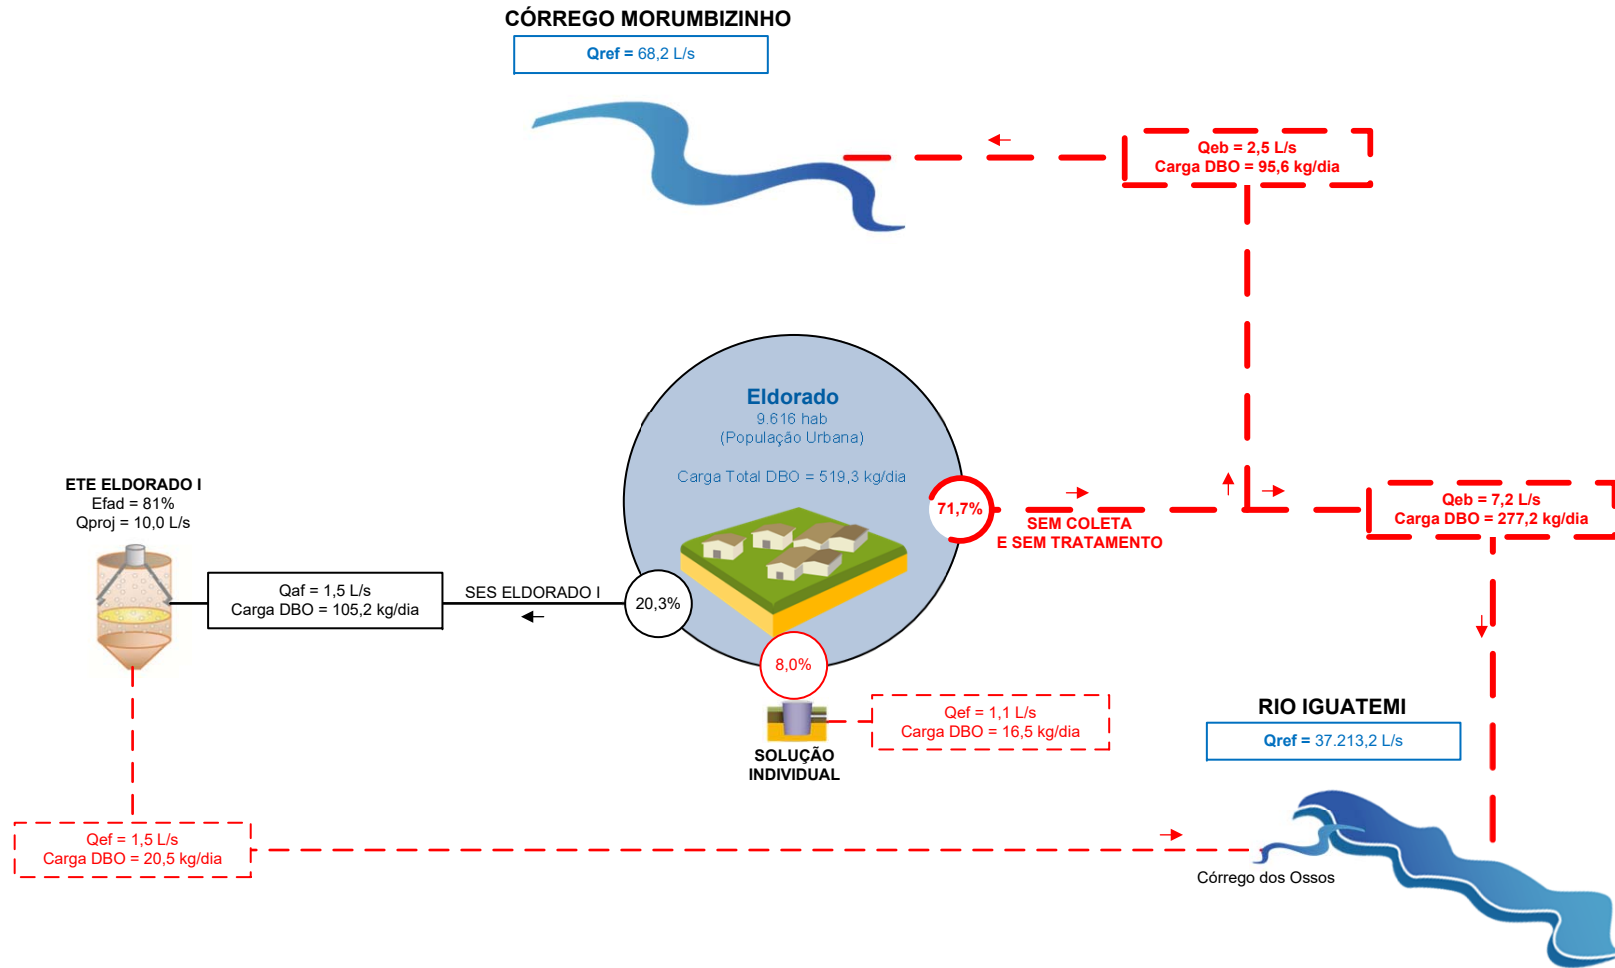 CÓRREGO MORUMBIZINHO
Qref = 68,2 L/s
Qeb = 2,5 L/s
Carga DBO = 95,6 kg/dia
Eldorado
9.616 hab
(População Urbana)
Carga Total DBO = 519,3 kg/dia
71,7%
SEM COLETA
E SEM TRATAMENTO
Qeb = 7,2 L/s
Carga DBO = 277,2 kg/dia
ETE ELDORADO I
Efad = 81%
Qproj = 10,0 L/s
Qaf = 1,5 L/s
Carga DBO = 105,2 kg/dia
SES ELDORADO I
20,3%
8,0%
SOLUÇÃO
INDIVIDUAL
Qef = 1,1 L/s
Carga DBO = 16,5 kg/dia
RIO IGUATEMI
Qref = 37.213,2 L/s
Qef = 1,5 L/s
Carga DBO = 20,5 kg/dia
Córrego dos Ossos